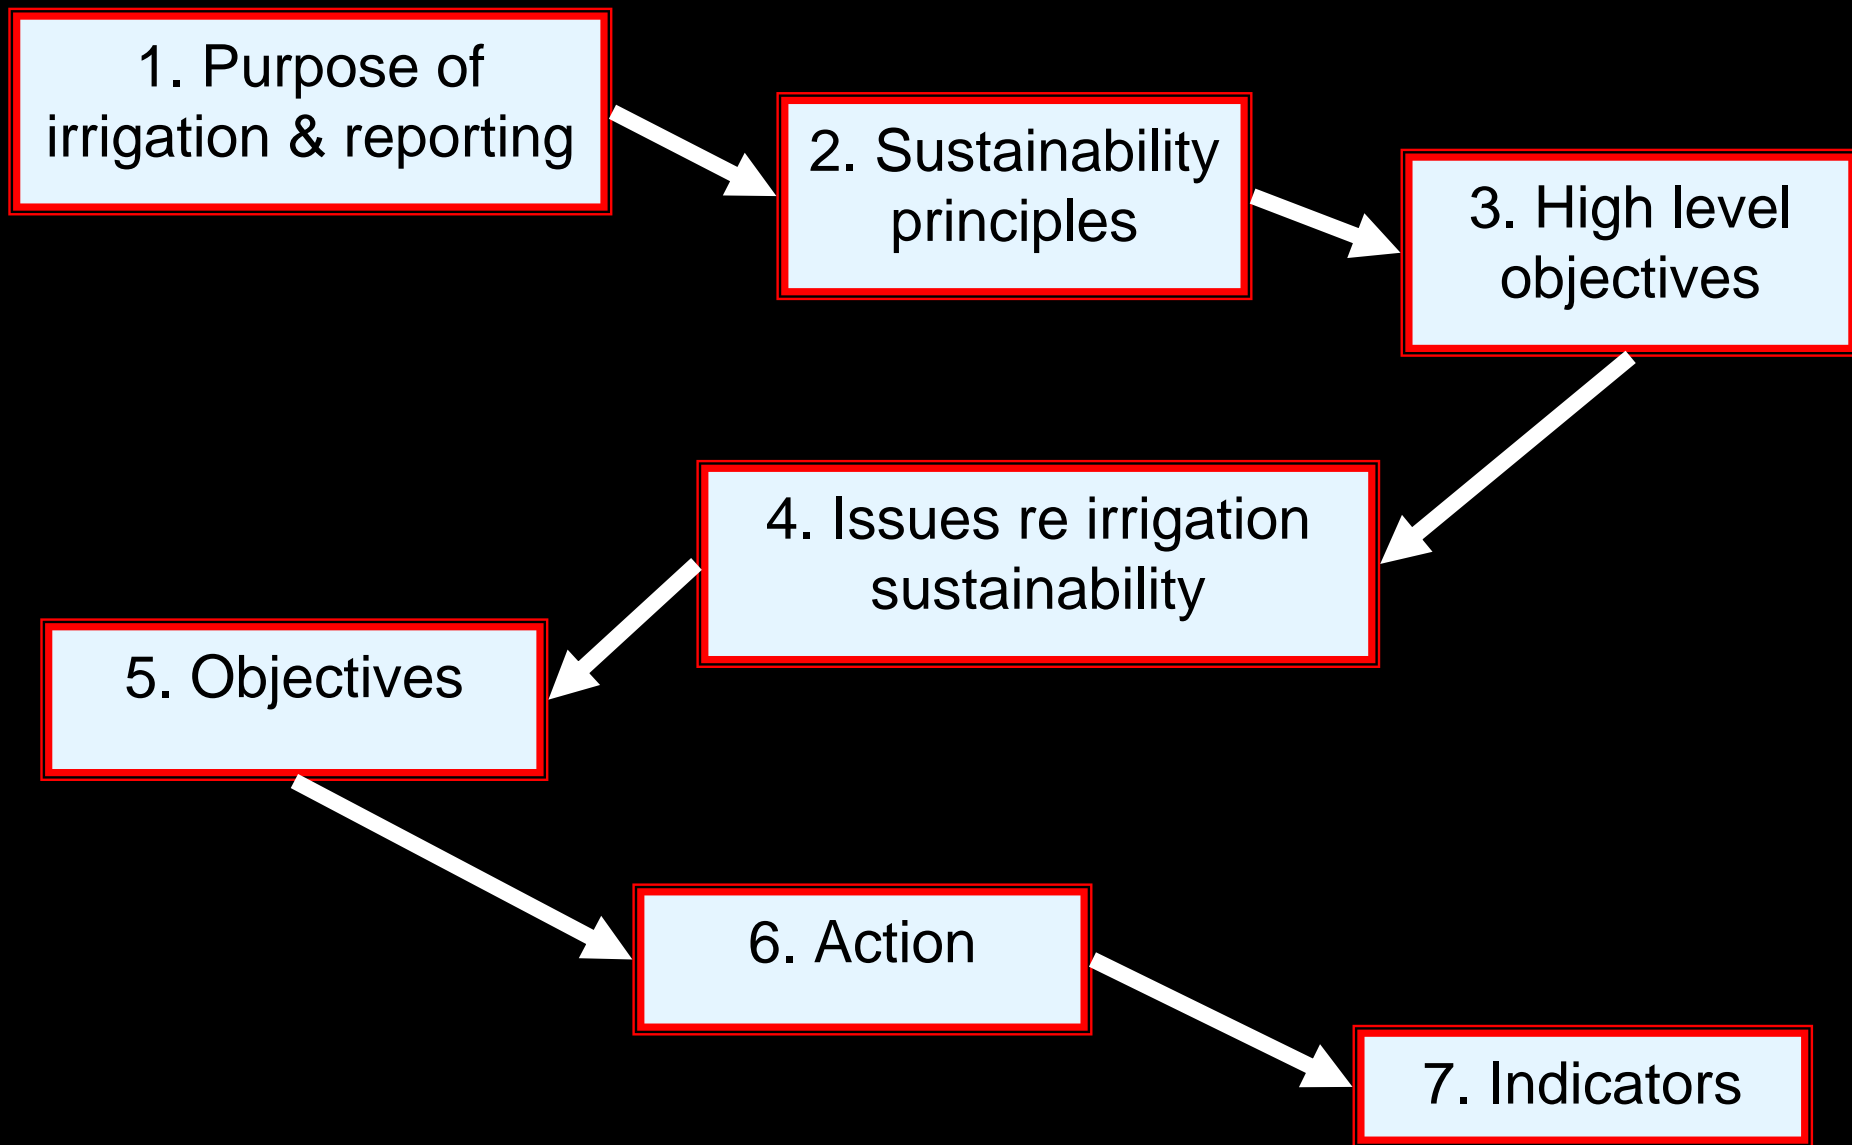 1. Purpose of
irrigation & reporting
2. Sustainability
principles
3. High level
objectives
4. Issues re irrigation
sustainability
5. Objectives
6. Action
7. Indicators